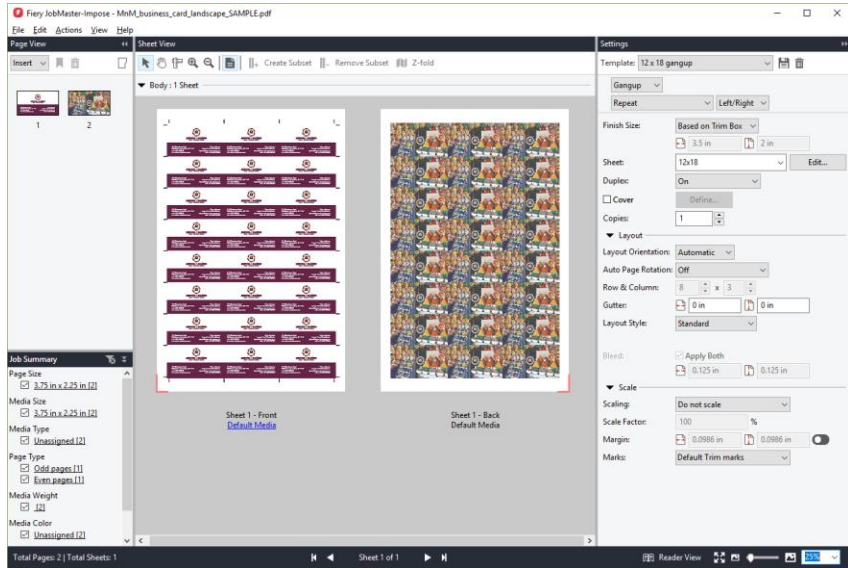 Fiery JobMaster-Impose - MnM_business_card_landscape_SAMPLE.pdf
File Edit Actions View Help
Page View
Insert
1 2
Job Summary
Page Size
3.75 in x 2.25 in [2]
Media Size
3.75 in x 2.25 in [2]
Media Type
Unassigned [2]
Page Type
Odd pages [1]
Even pages [1]
Media Weight
[2]
Media Color
Unassigned [2]
Sheet View
Create Subset Remove Subset Z-fold
Body : 1 Sheet
Sheet 1 - Front
Default Media
Sheet 1 - Back
Default Media
Settings
Template: 12 x 18 gangup
Gangup
Repeat Left/Right
Finish Size: Based on Trim Box
3.5 in 2 in
Sheet: 12x18 Edit...
Duplex: On
Cover Define...
Copies: 1
Layout
Layout Orientation: Automatic
Auto Page Rotation: Off
Row & Column: 8 x 3
Gutter: 0 in 0 in
Layout Style: Standard
Bleed: Apply Both
0.125 in 0.125 in
Scale
Scaling: Do not scale
Scale Factor: 100 %
Margin: 0.0986 in 0.0986 in
Marks: Default Trim marks
Total Pages: 2 | Total Sheets: 1
Sheet 1 of 1
Reader View
25%